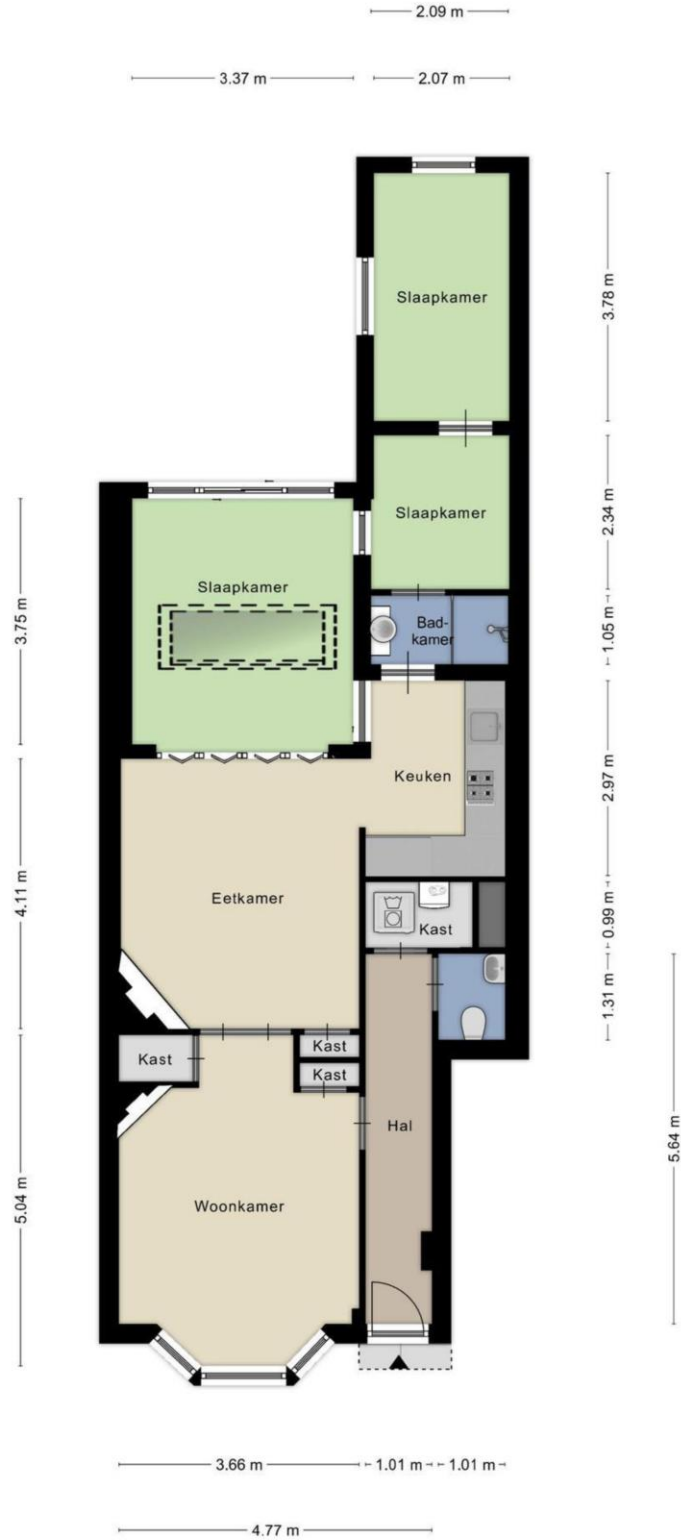 2.09 m
3.37 m
2.07 m
Slaapkamer
3.78 m
Slaapkamer
2.34 m
Slaapkamer
3.75 m
Bad-
kamer
1.05 m
Keuken
2.97 m
Eetkamer
4.11 m
Kast
0.99 m
1.31 m
Kast
Kast
Kast
Hal
5.64 m
Woonkamer
5.04 m
3.66 m
1.01 m
1.01 m
4.77 m